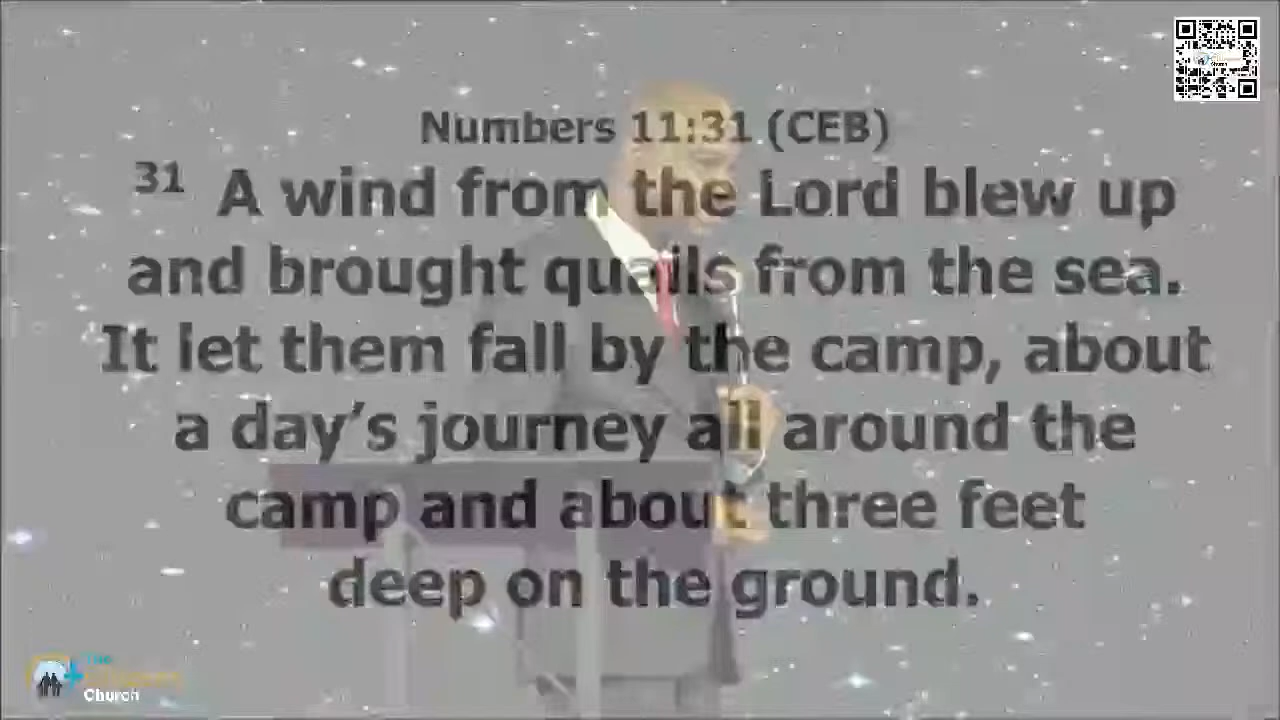 Numbers 11:31 (CEB)
31 A wind from the Lord blew up
and brought quails from the sea.
It let them fall by the camp, about
a day’s journey all around the
camp and about three feet
deep on the ground.
The
Church